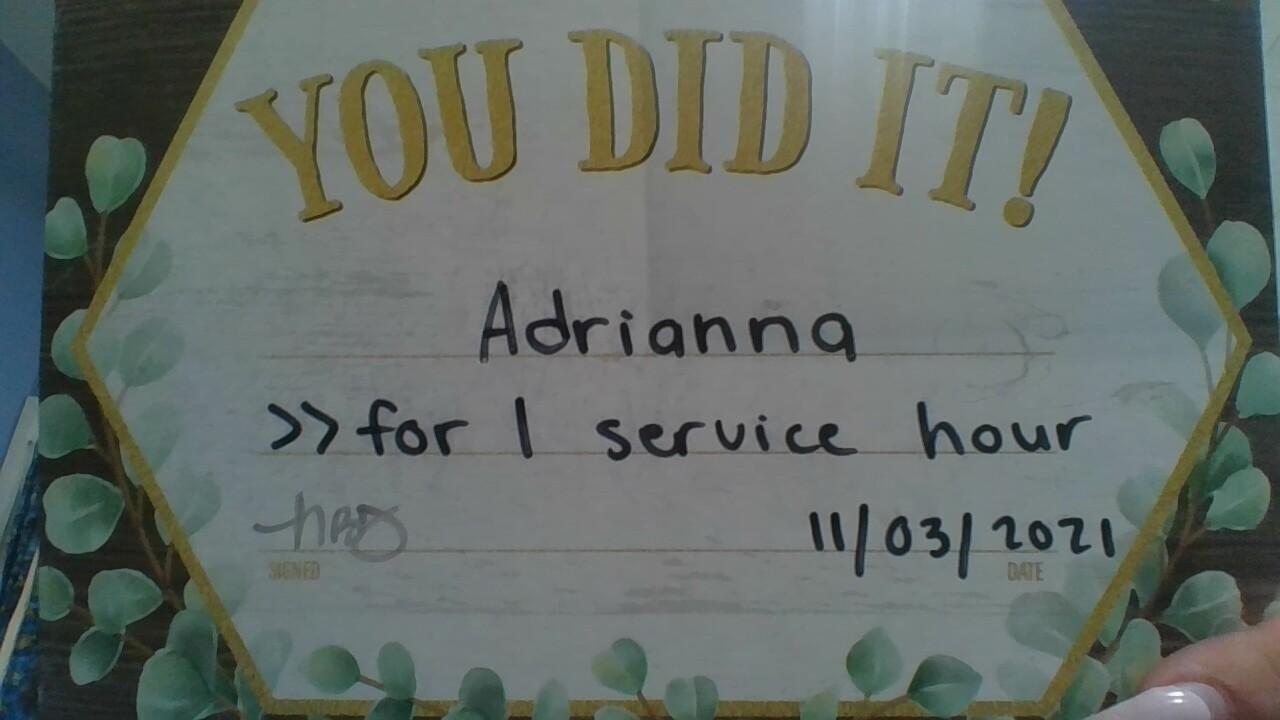 YOU DID IT!
Adrianna
>> for 1 service hour
11/03/2021
SIGNED
DATE